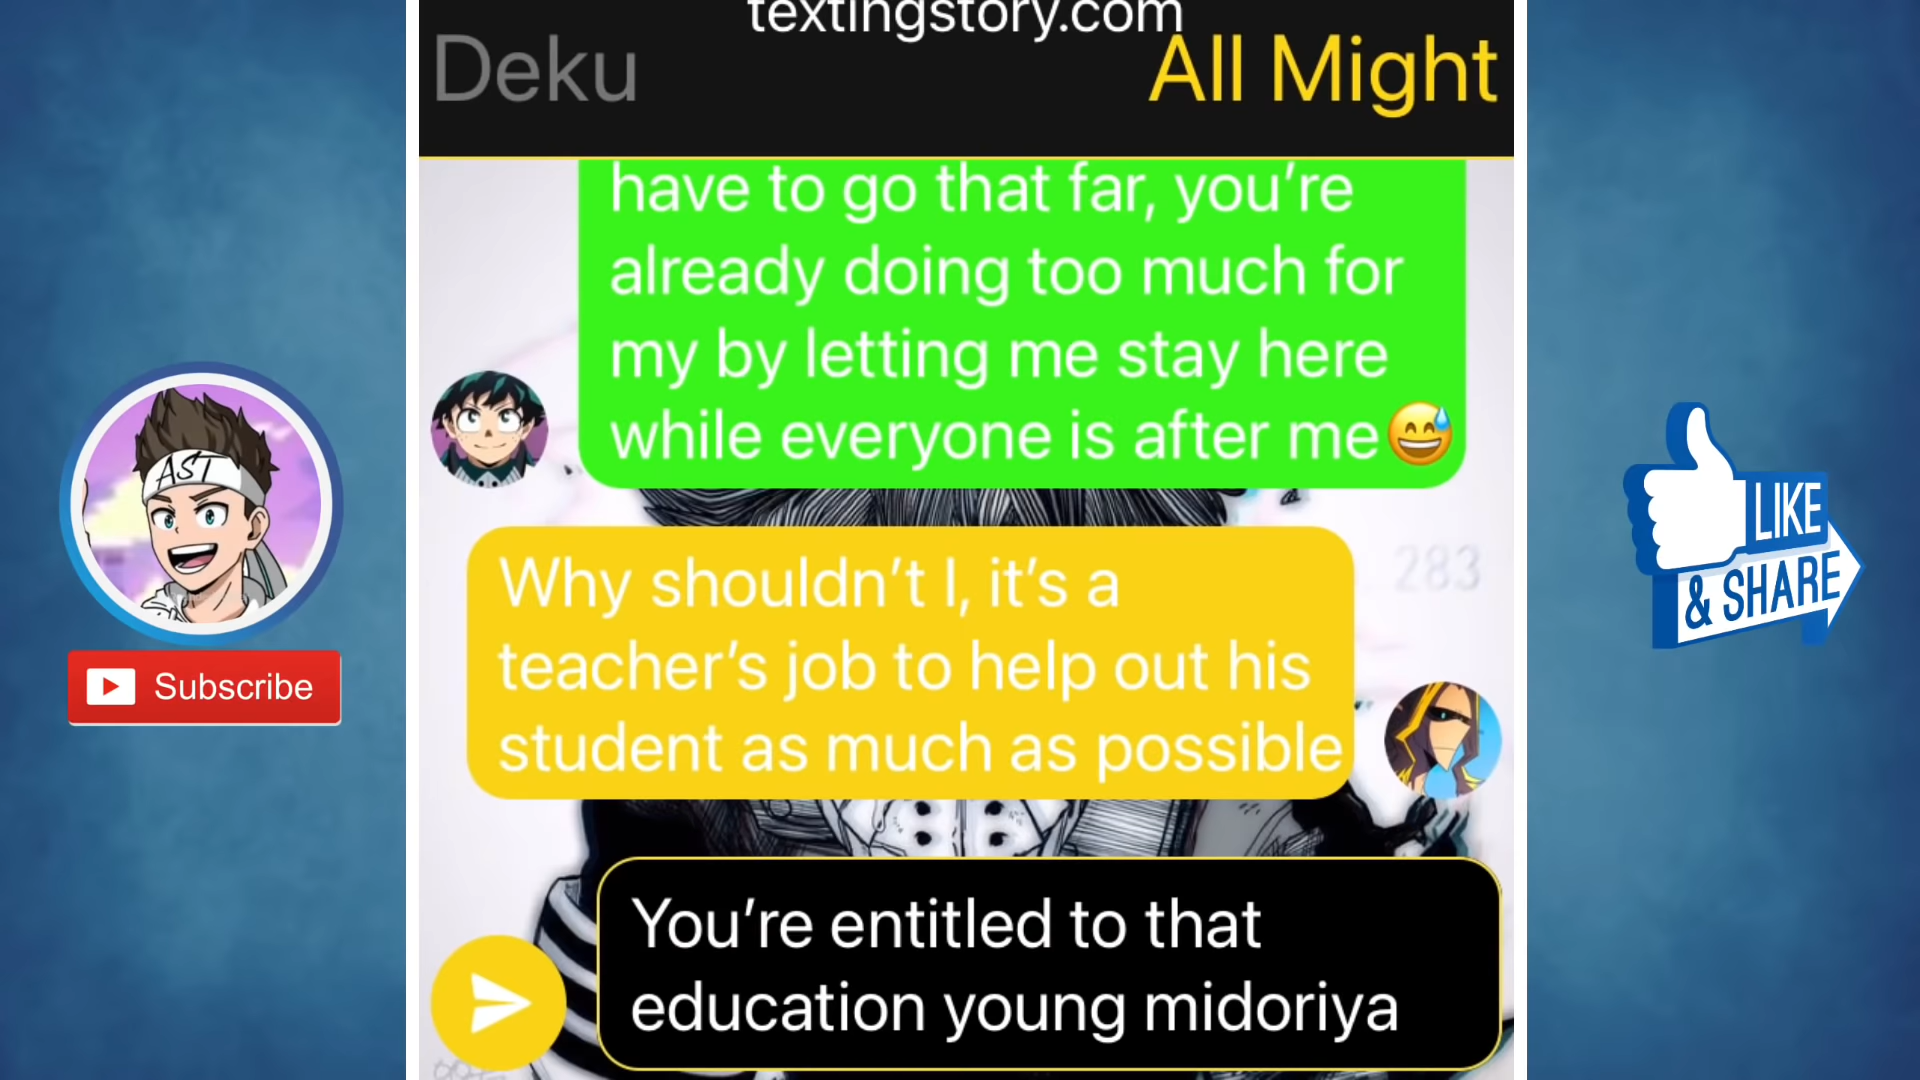 textingstory.com
Deku
All Might
have to go that far, you’re
already doing too much for
my by letting me stay here
while everyone is after me😅
Why shouldn’t I, it’s a
teacher’s job to help out his
student as much as possible
283
You’re entitled to that
education young midoriya
AST
Subscribe
LIKE
& SHARE